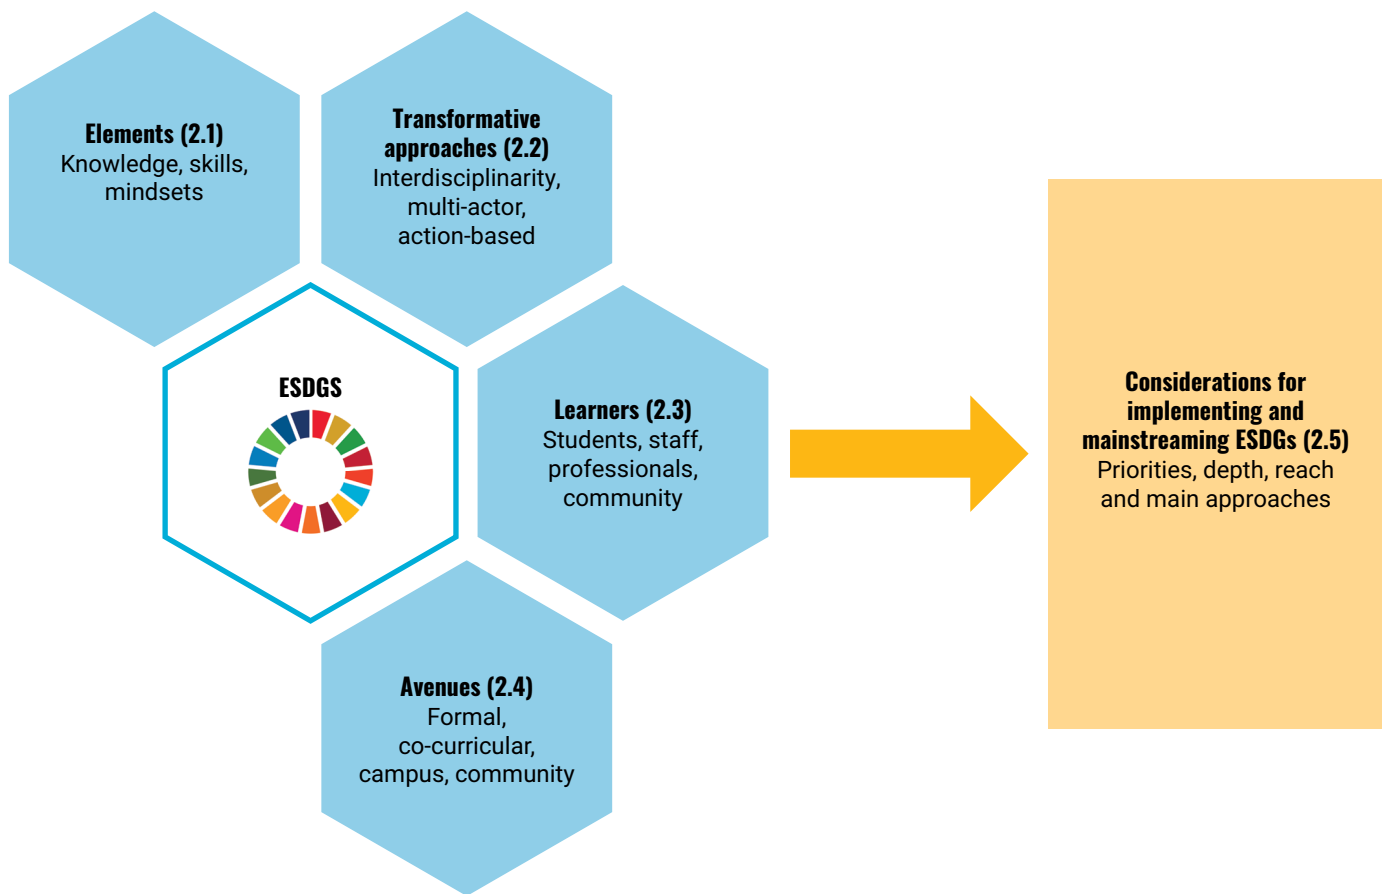 Elements (2.1)
Knowledge, skills,
mindsets
Transformative
approaches (2.2)
Interdisciplinarity,
multi-actor,
action-based
ESDGS
Learners (2.3)
Students, staff,
professionals,
community
Avenues (2.4)
Formal,
co-curricular,
campus, community
Considerations for
implementing and
mainstreaming ESDGs (2.5)
Priorities, depth, reach
and main approaches